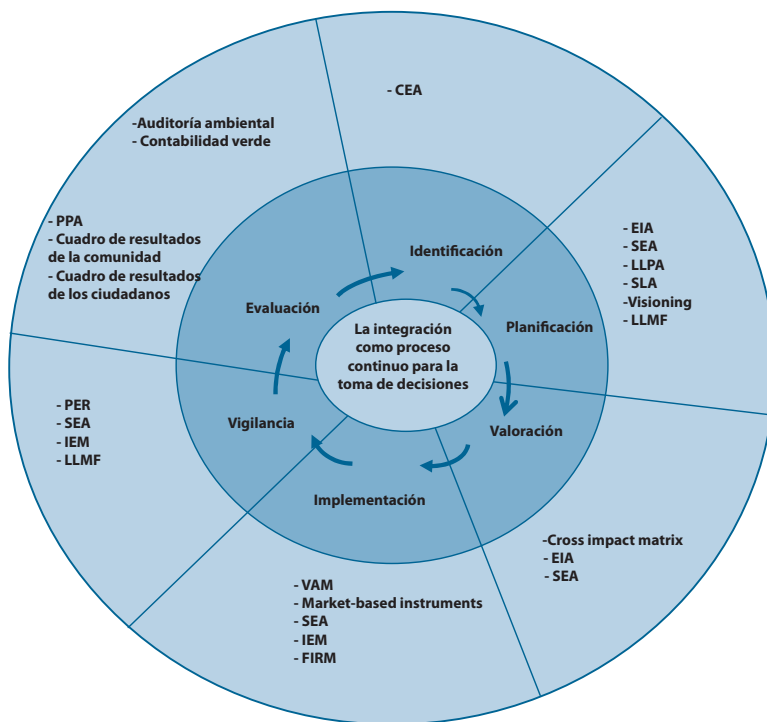 - CEA
-Auditoría ambiental
- Contabilidad verde
- PPA
- Cuadro de resultados
de la comunidad
- Cuadro de resultados
de los ciudadanos
- EIA
- SEA
- LLPA
- SLA
-Visioning
- LLMF
Identificación
Evaluación
Planificación
La integración
como proceso
continuo para la
toma de decisiones
Vigilancia
Valoración
Implementación
- PER
- SEA
- IEM
- LLMF
-Cross impact matrix
- EIA
- SEA
- VAM
- Market-based instruments
- SEA
- IEM
- FIRM